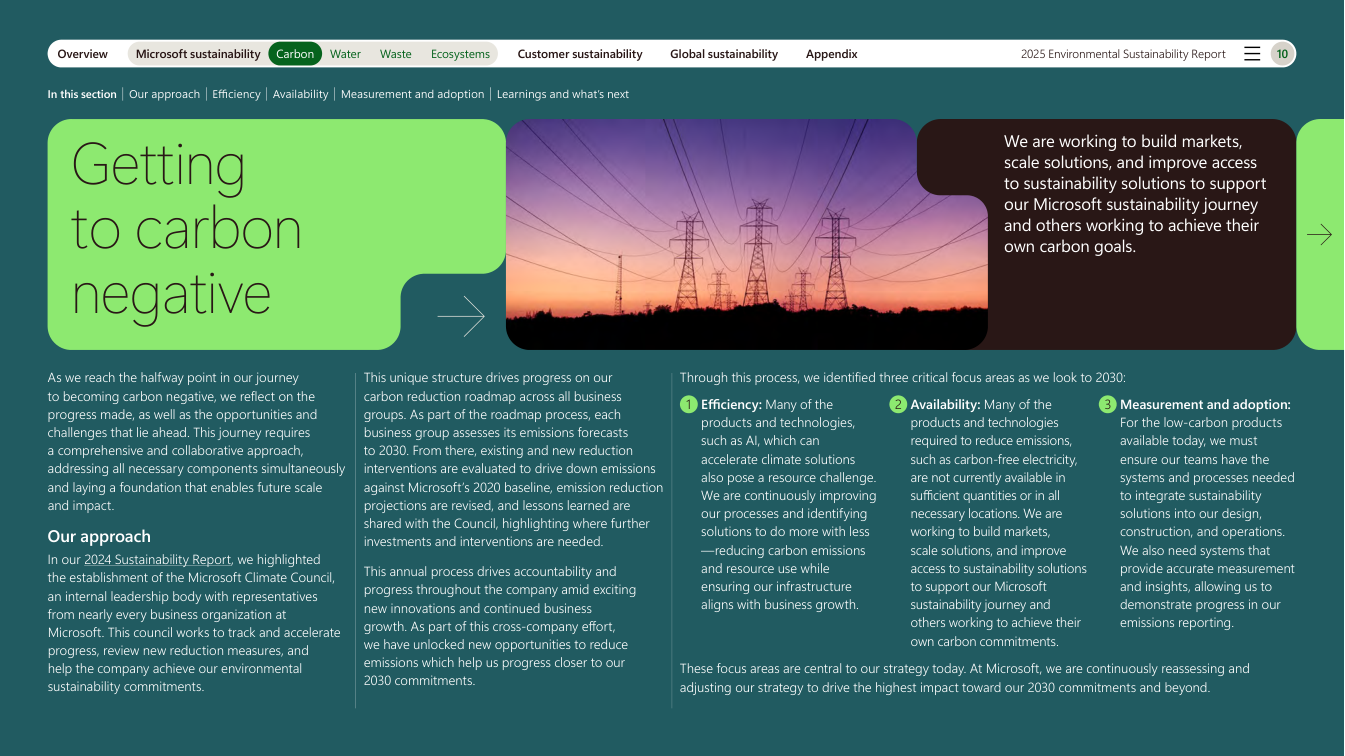 Overview Microsoft sustainability Carbon Water Waste Ecosystems Customer sustainability Global sustainability Appendix 2025 Environmental Sustainability Report 10
In this section | Our approach | Efficiency | Availability | Measurement and adoption | Learnings and what's next
Getting
to carbon
negative
We are working to build markets,
scale solutions, and improve access
to sustainability solutions to support
our Microsoft sustainability journey
and others working to achieve their
own carbon goals.
As we reach the halfway point in our journey
to becoming carbon negative, we reflect on the
progress made, as well as the opportunities and
challenges that lie ahead. This journey requires
a comprehensive and collaborative approach,
addressing all necessary components simultaneously
and laying a foundation that enables future scale
and impact.
Our approach
In our 2024 Sustainability Report, we highlighted
the establishment of the Microsoft Climate Council,
an internal leadership body with representatives
from nearly every business organization at
Microsoft. This council works to track and accelerate
progress, review new reduction measures, and
help the company achieve our environmental
sustainability commitments.
This unique structure drives progress on our
carbon reduction roadmap across all business
groups. As part of the roadmap process, each
business group assesses its emissions forecasts
to 2030. From there, existing and new reduction
interventions are evaluated to drive down emissions
against Microsoft's 2020 baseline, emission reduction
projections are revised, and lessons learned are
shared with the Council, highlighting where further
investments and interventions are needed.
This annual process drives accountability and
progress throughout the company amid exciting
new innovations and continued business
growth. As part of this cross-company effort,
we have unlocked new opportunities to reduce
emissions which help us progress closer to our
2030 commitments.
Through this process, we identified three critical focus areas as we look to 2030:
1 Efficiency: Many of the
products and technologies,
such as AI, which can
accelerate climate solutions
also pose a resource challenge.
We are continuously improving
our processes and identifying
solutions to do more with less
—reducing carbon emissions
and resource use while
ensuring our infrastructure
aligns with business growth.
2 Availability: Many of the
products and technologies
required to reduce emissions,
such as carbon-free electricity,
are not currently available in
sufficient quantities or in all
necessary locations. We are
working to build markets,
scale solutions, and improve
access to sustainability solutions
to support our Microsoft
sustainability journey and
others working to achieve their
own carbon commitments.
3 Measurement and adoption:
For the low-carbon products
available today, we must
ensure our teams have the
systems and processes needed
to integrate sustainability
solutions into our design,
construction, and operations.
We also need systems that
provide accurate measurement
and insights, allowing us to
demonstrate progress in our
emissions reporting.
These focus areas are central to our strategy today. At Microsoft, we are continuously reassessing and
adjusting our strategy to drive the highest impact toward our 2030 commitments and beyond.